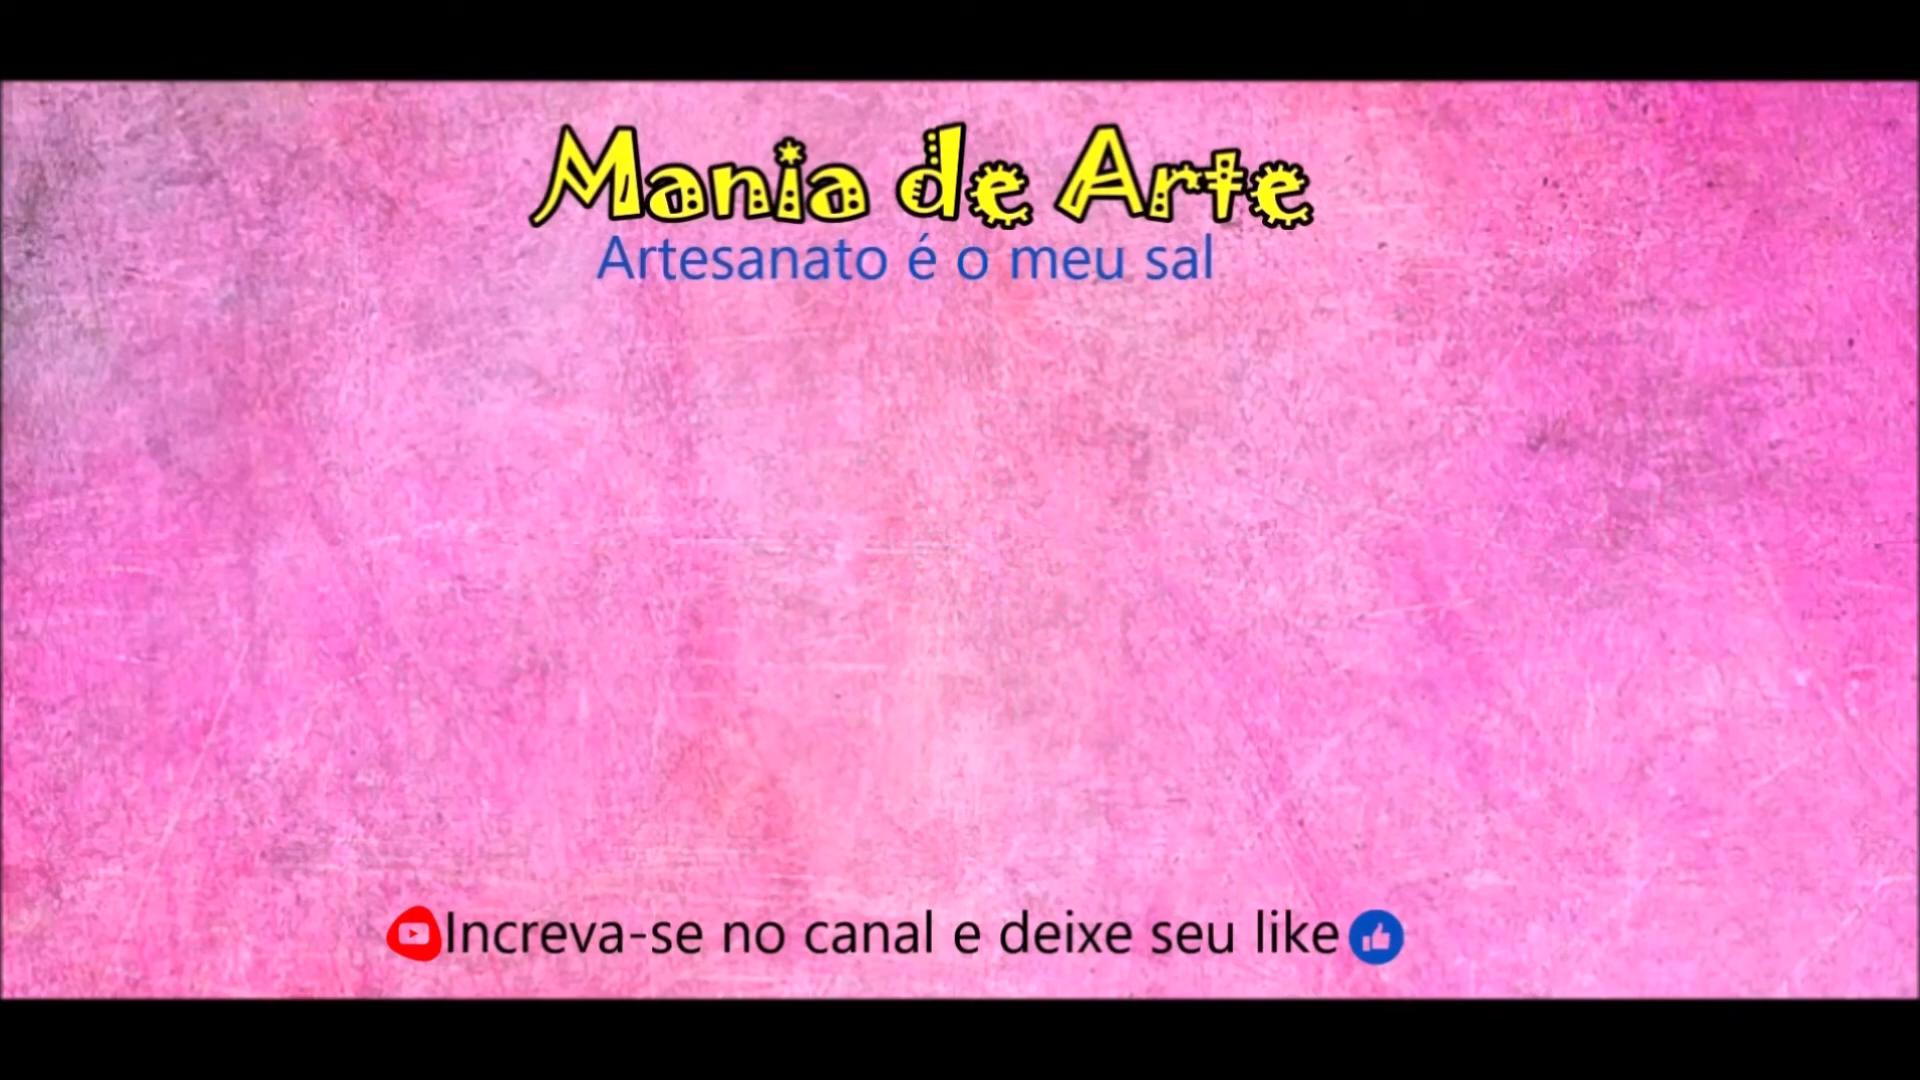 Mania de Arte
Artesanato é o meu sal
Increva-se no canal e deixe seu like